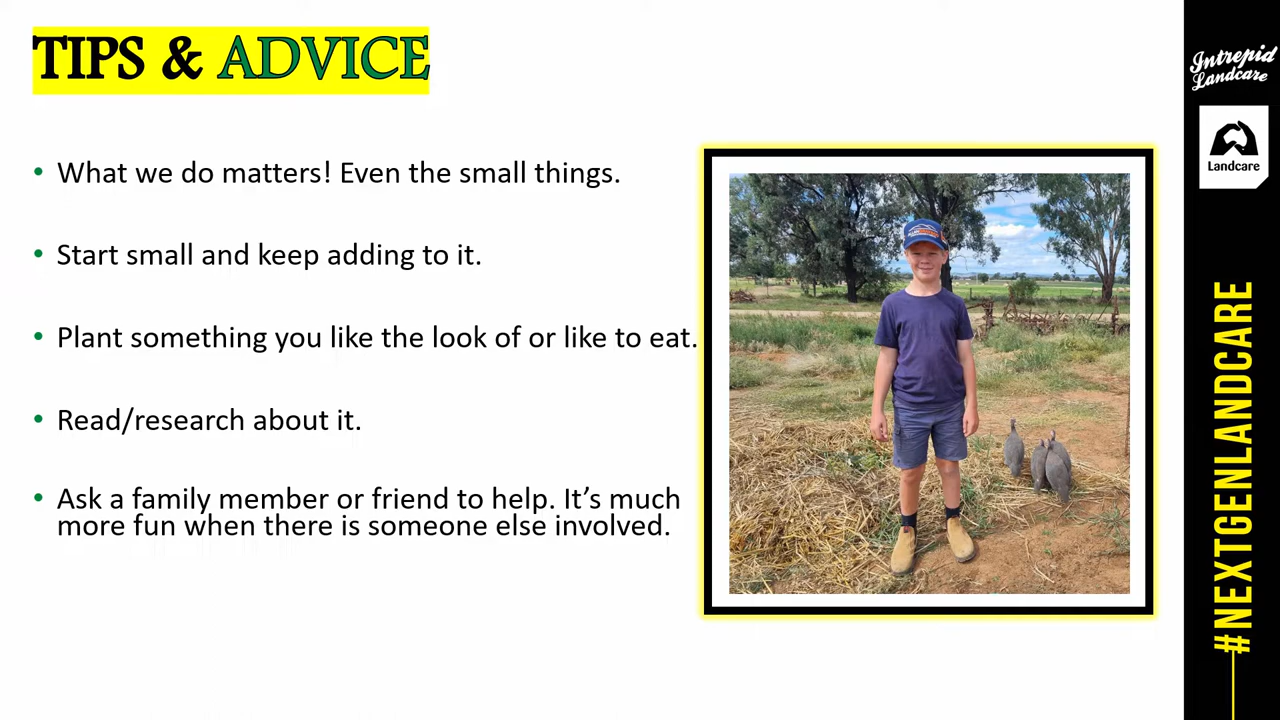 TIPS & ADVICE
• What we do matters! Even the small things.
• Start small and keep adding to it.
• Plant something you like the look of or like to eat.
• Read/research about it.
• Ask a family member or friend to help. It’s much
more fun when there is someone else involved.
Intrepid
Landcare
Landcare
#NEXTGENLANDCARE